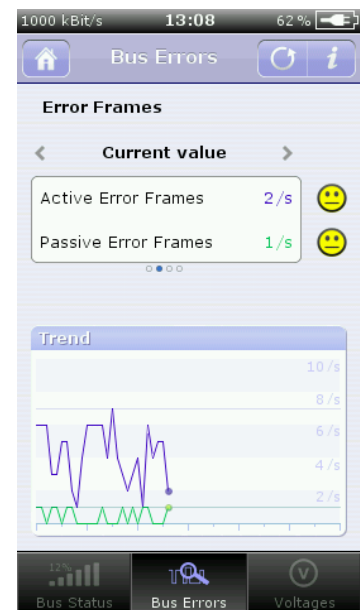 1000 kBit/s 13:08 62 %
Bus Errors i
Error Frames
< Current value >
Active Error Frames 2/s
Passive Error Frames 1/s
Trend
10/s
8/s
6/s
4/s
2/s
12% V
Bus Status Bus Errors Voltages